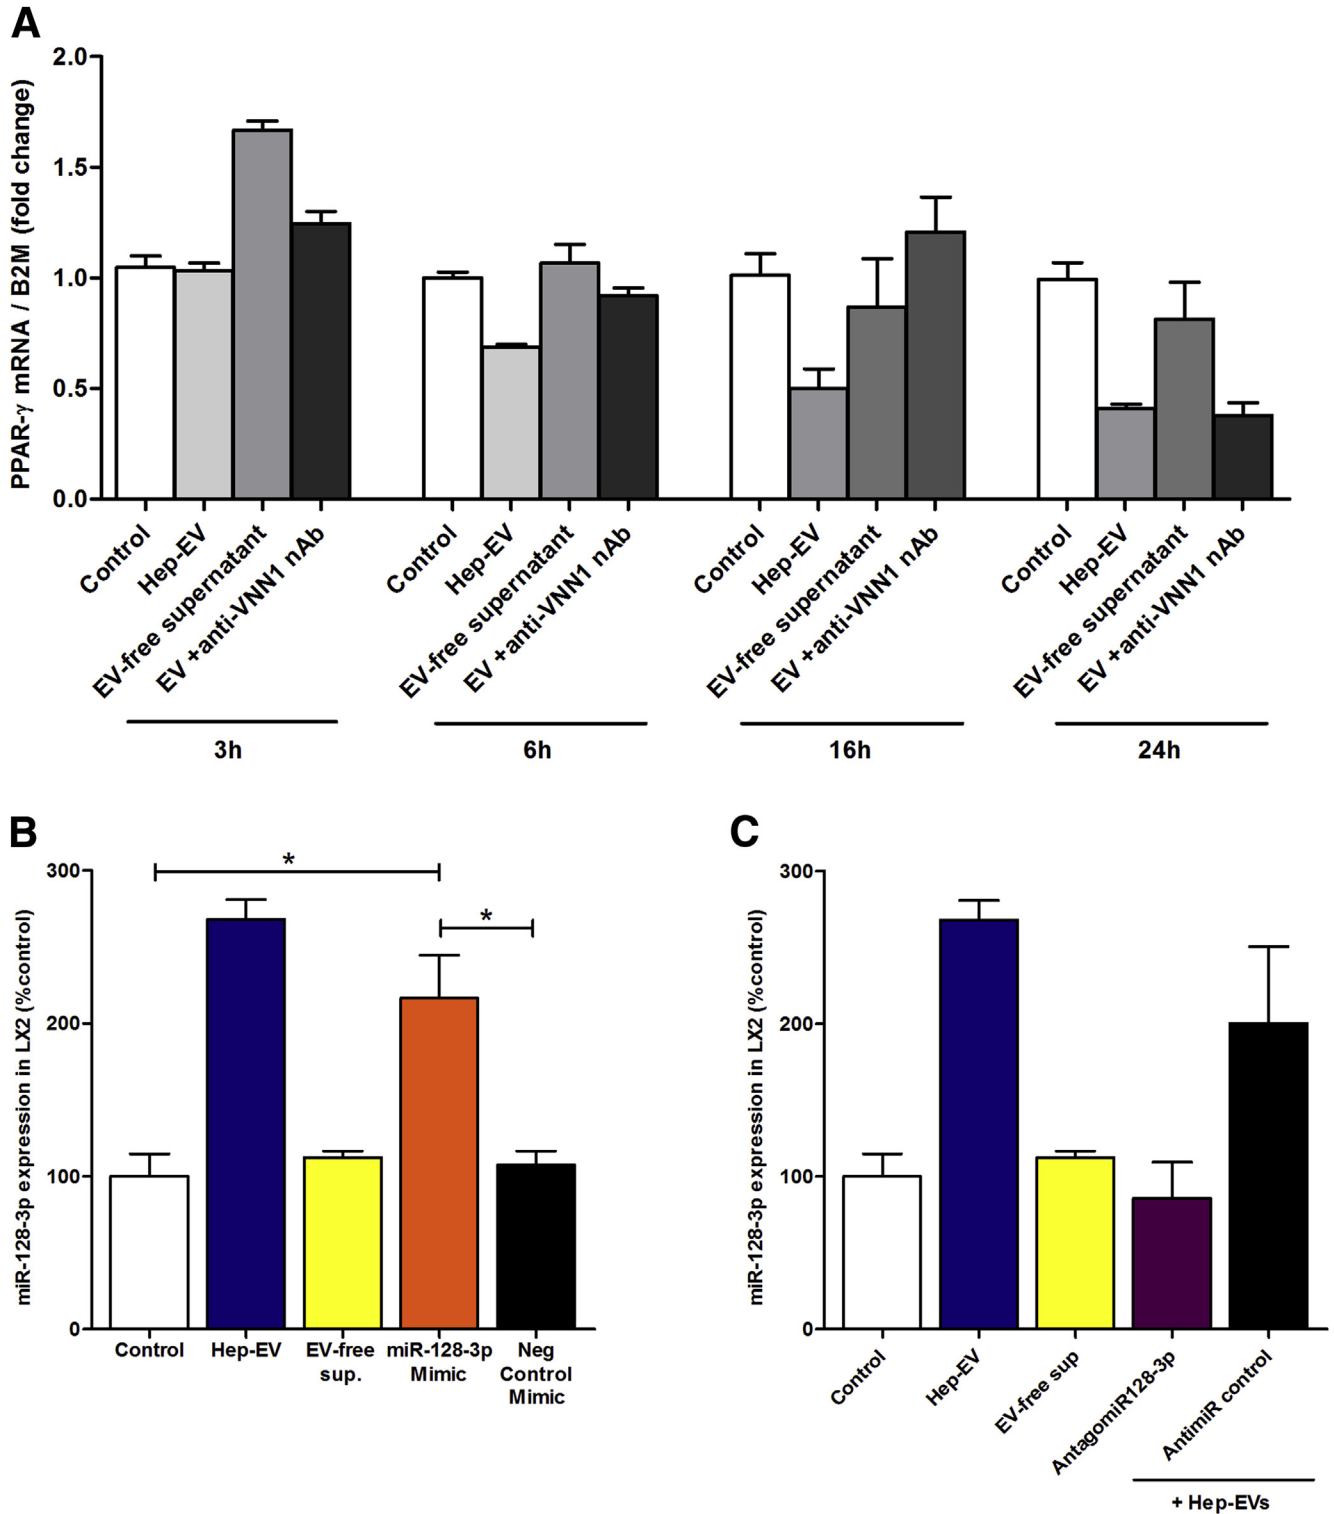 A
PPAR-γ mRNA / B2M (fold change)
2.0
1.5
1.0
0.5
0.0
Control
Hep-EV
EV-free supernatant
EV +anti-VNN1 nAb
Control
Hep-EV
EV-free supernatant
EV +anti-VNN1 nAb
Control
Hep-EV
EV-free supernatant
EV +anti-VNN1 nAb
Control
Hep-EV
EV-free supernatant
EV +anti-VNN1 nAb
3h
6h
16h
24h
B
miR-128-3p expression in LX2 (%control)
300
200
100
0
*
*
Control
Hep-EV
EV-free
sup.
miR-128-3p
Mimic
Neg
Control
Mimic
C
miR-128-3p expression in LX2 (%control)
300
200
100
0
Control
Hep-EV
EV-free sup
AntagomiR128-3p
AntimiR control
+ Hep-EVs